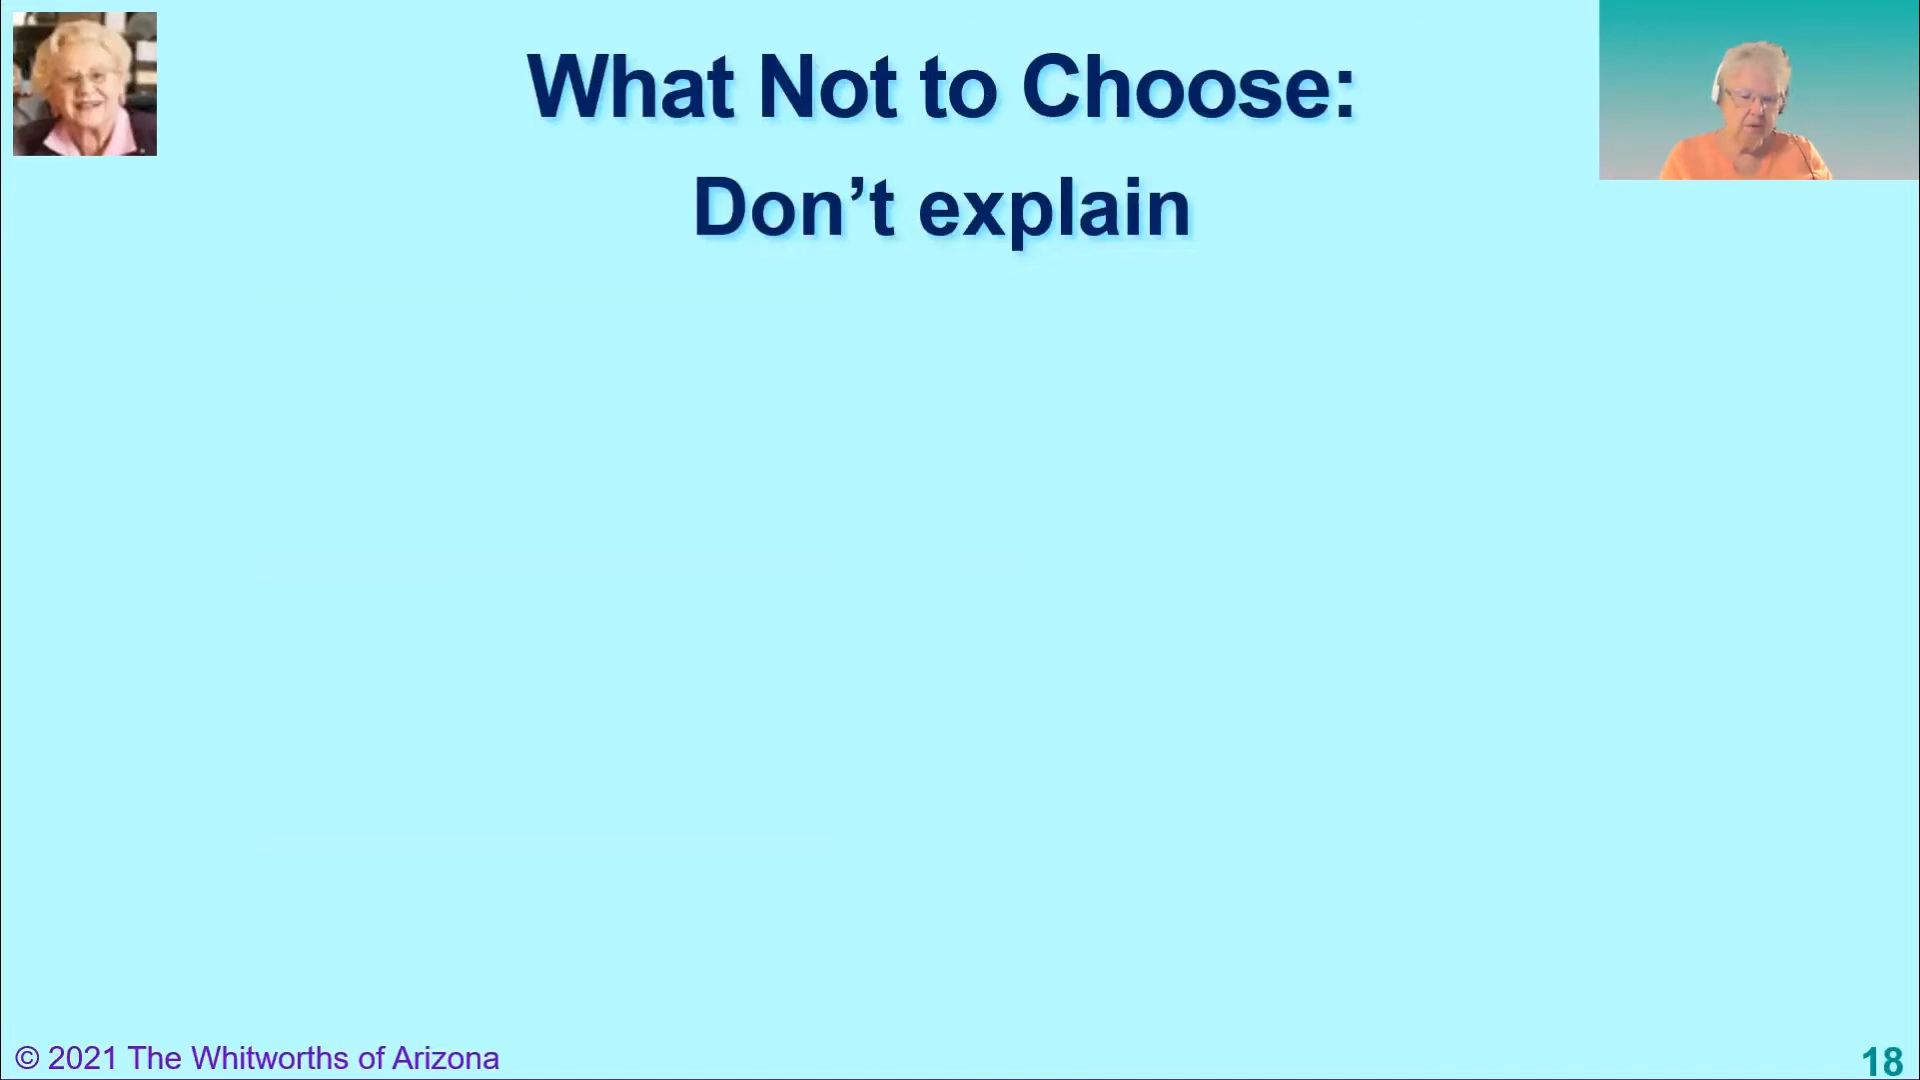 What Not to Choose:
Don’t explain
© 2021 The Whitworths of Arizona
18